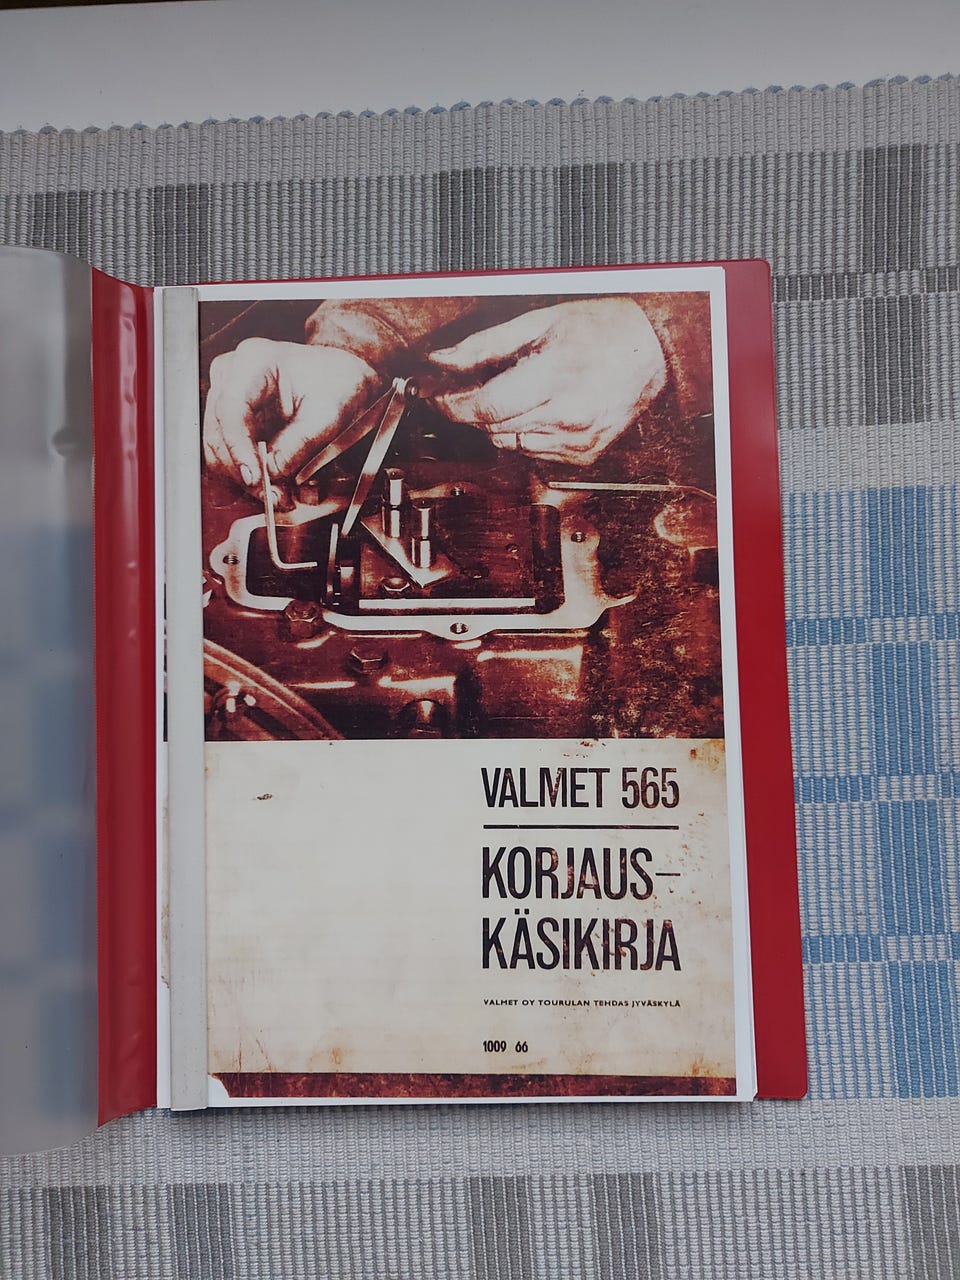 VALMET 565
KORJAUS-
KÄSIKIRJA
VALMET OY TOURULAN TEHDAS JYVÄSKYLÄ
1009 66